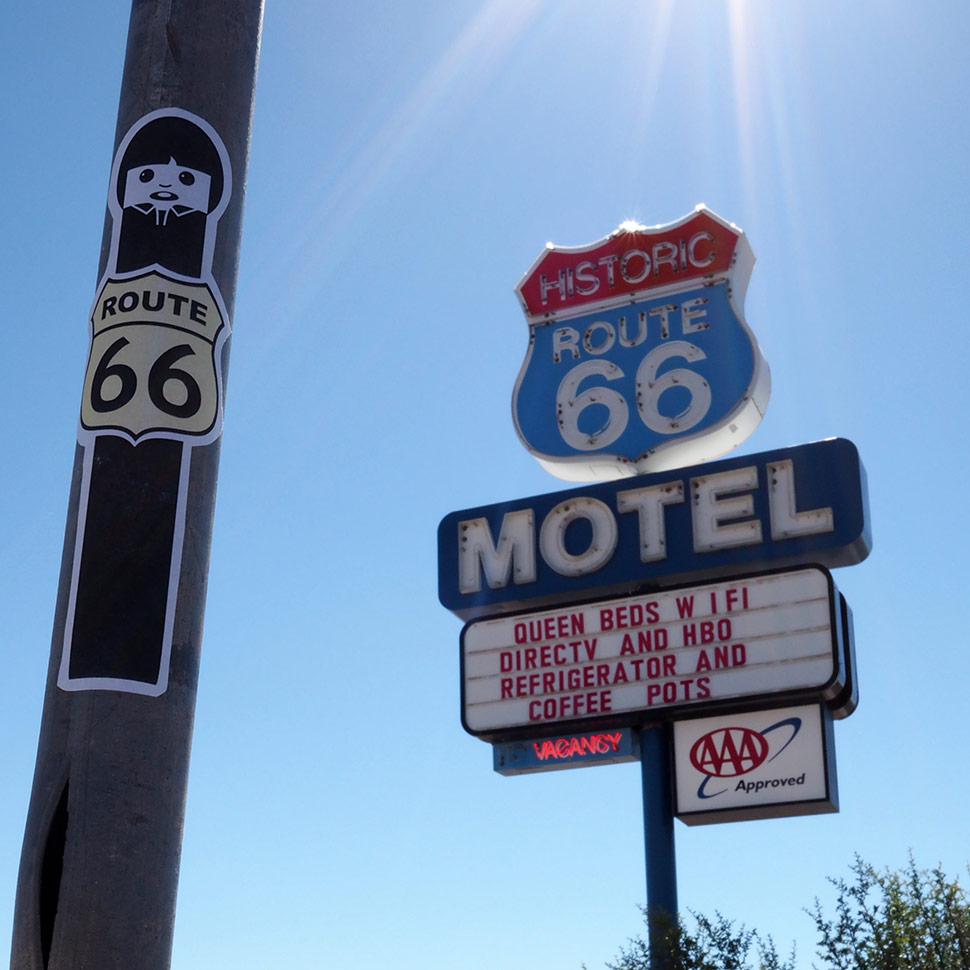 ROUTE
66
HISTORIC
ROUTE
66
MOTEL
QUEEN BEDS WIFI
DIRECTV AND HBO
REFRIGERATOR AND
COFFEE POTS
VACANCY
AAA
Approved